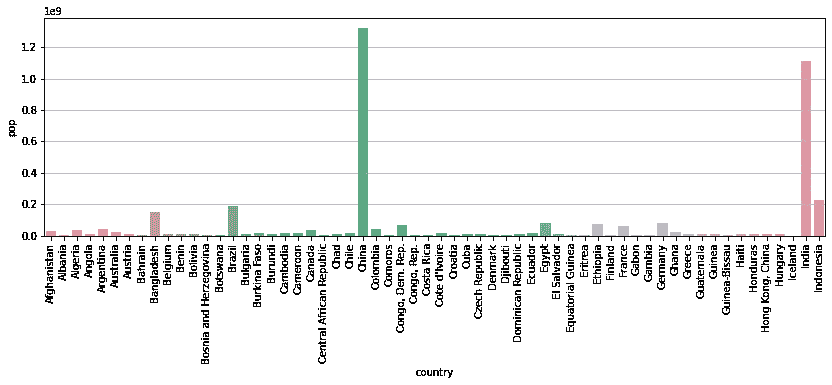 1e9
1.2
1.0
0.8
0.6
0.4
0.2
0.0
pop
Afghanistan
Albania
Algeria
Angola
Argentina
Australia
Austria
Bahrain
Bangladesh
Belgium
Benin
Bolivia
Bosnia and Herzegovina
Botswana
Brazil
Bulgaria
Burkina Faso
Burundi
Cambodia
Cameroon
Canada
Central African Republic
Chad
Chile
China
Colombia
Comoros
Congo, Dem. Rep.
Congo, Rep.
Costa Rica
Cote d'Ivoire
Croatia
Cuba
Czech Republic
Denmark
Djibouti
Dominican Republic
Ecuador
Egypt
El Salvador
Equatorial Guinea
Eritrea
Ethiopia
Finland
France
Gabon
Gambia
Germany
Ghana
Greece
Guatemala
Guinea
Guinea-Bissau
Haiti
Honduras
Hong Kong, China
Hungary
Iceland
India
Indonesia
country